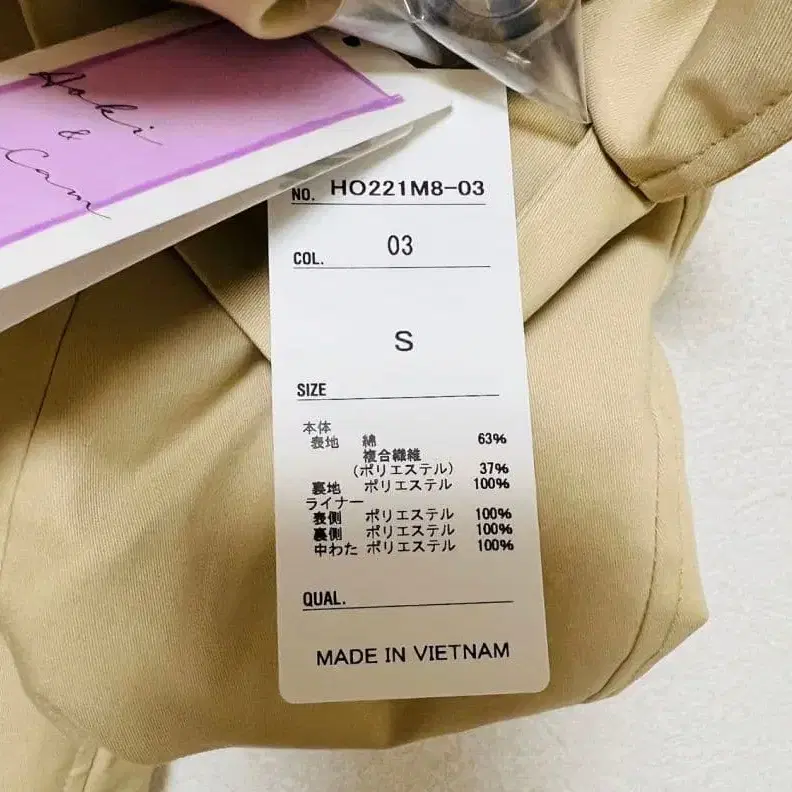 Hoki
&
Cam
NO. HO221M8-03
COL. 03
S
SIZE
本体
表地 綿 63%
複合繊維
(ポリエステル) 37%
裏地 ポリエステル 100%
ライナー
表側 ポリエステル 100%
裏側 ポリエステル 100%
中わた ポリエステル 100%
QUAL.
MADE IN VIETNAM